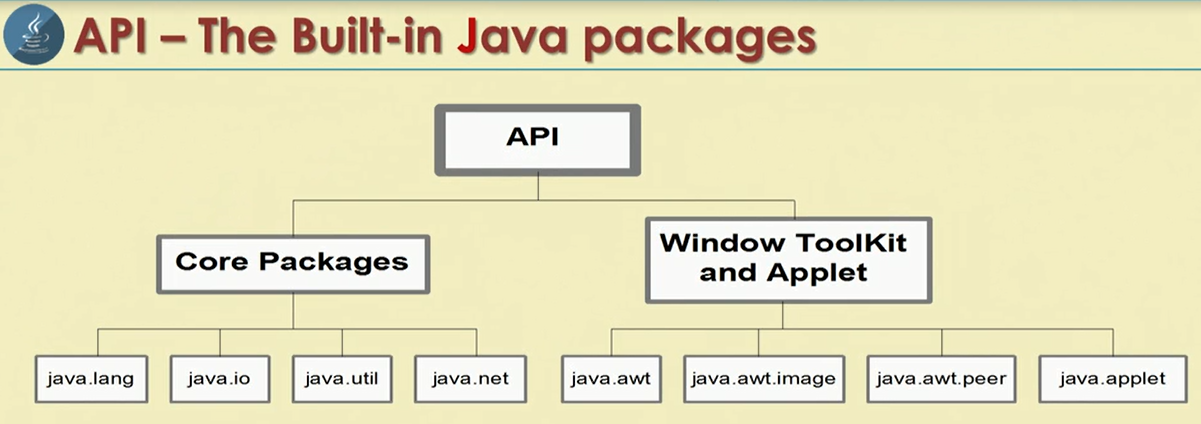 API – The Built-in Java packages
API
Core Packages
Window ToolKit
and Applet
java.lang
java.io
java.util
java.net
java.awt
java.awt.image
java.awt.peer
java.applet